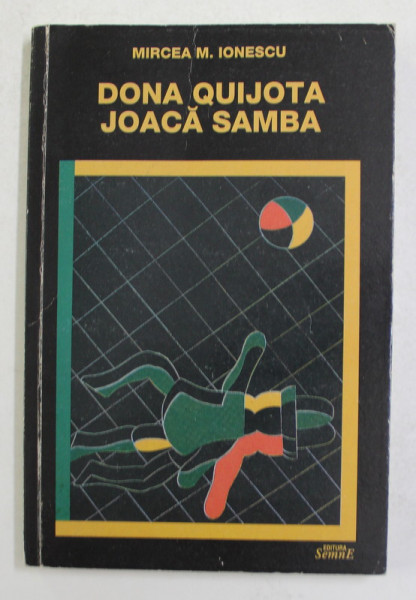 MIRCEA M. IONESCU
DONA QUIJOTA
JOACĂ SAMBA
EDITURA
SemnE